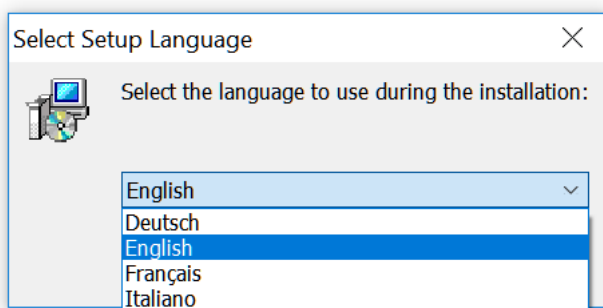 Select Setup Language
Select the language to use during the installation:
English
Deutsch
English
Français
Italiano